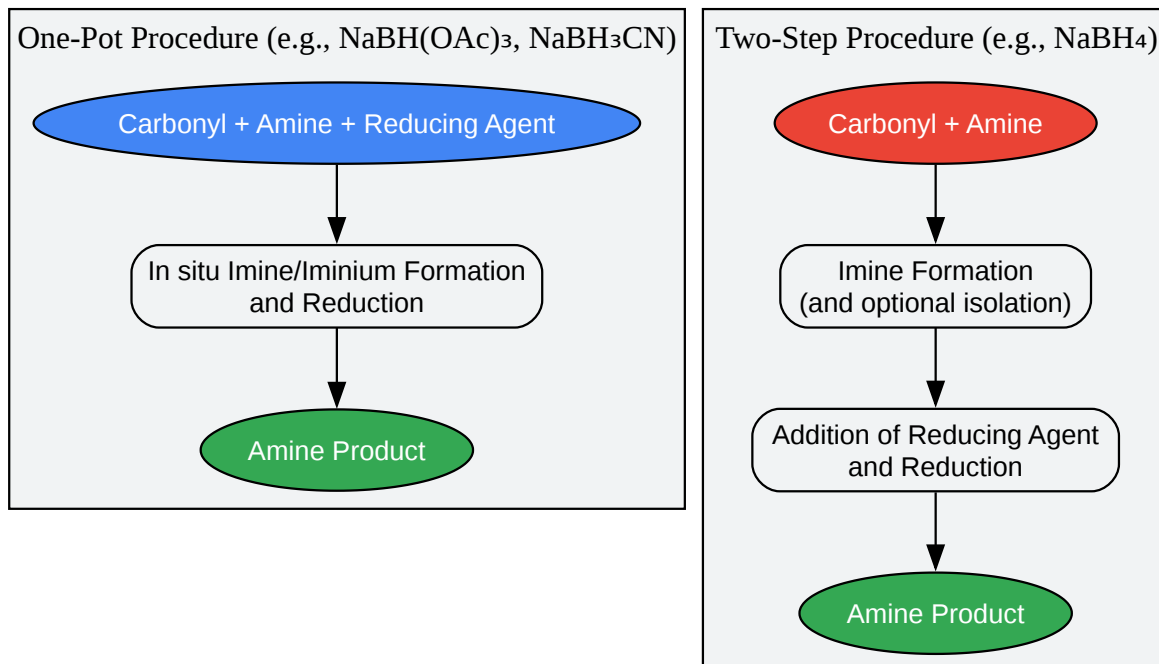 One-Pot Procedure (e.g., NaBH(OAc)₃, NaBH₃CN)
Carbonyl + Amine + Reducing Agent
In situ Imine/Iminium Formation
and Reduction
Amine Product
Two-Step Procedure (e.g., NaBH₄)
Carbonyl + Amine
Imine Formation
(and optional isolation)
Addition of Reducing Agent
and Reduction
Amine Product